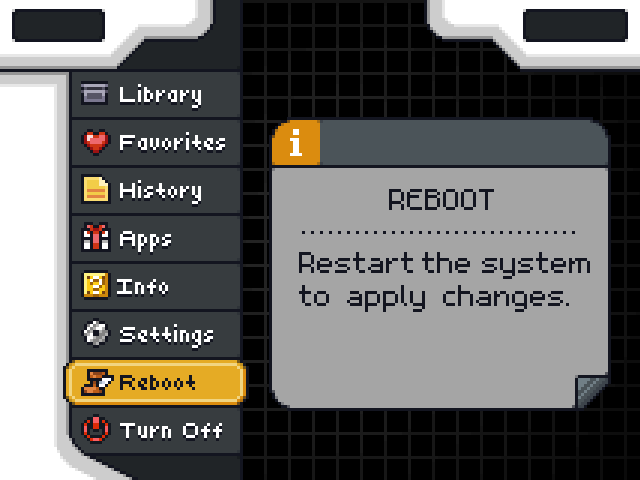 Library
Favorites
History
Apps
Info
Settings
Reboot
Turn Off
i
REBOOT
Restart the system
to apply changes.